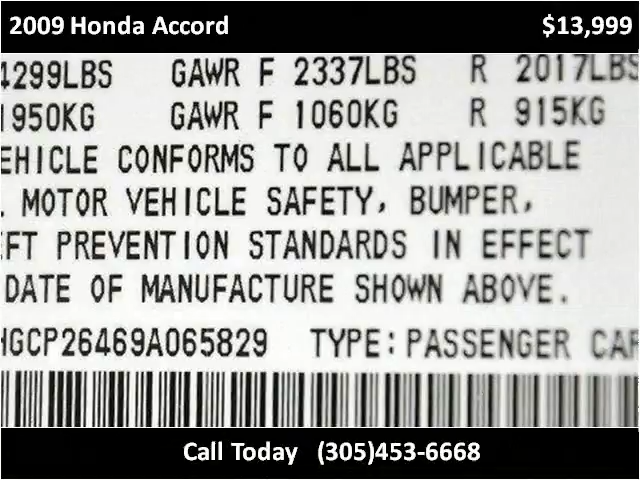 2009 Honda Accord $13,999
4299LBS GAWR F 2337LBS R 2017LBS
1950KG GAWR F 1060KG R 915KG
EHICLE CONFORMS TO ALL APPLICABLE
. MOTOR VEHICLE SAFETY, BUMPER,
EFT PREVENTION STANDARDS IN EFFECT
DATE OF MANUFACTURE SHOWN ABOVE.
HGCP26469A065829 TYPE:PASSENGER CAR
Call Today (305)453-6668